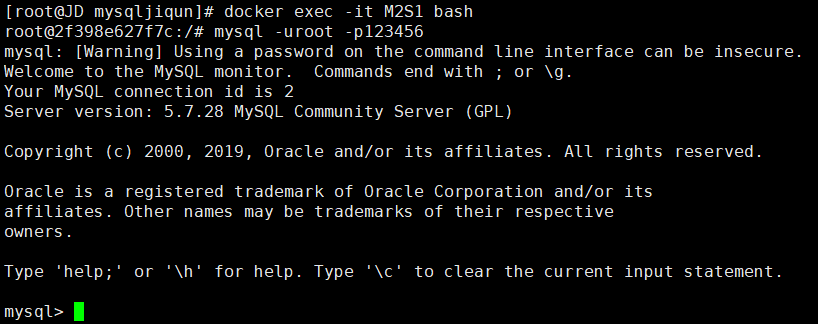 [root@JD mysqljiqun]# docker exec -it M2S1 bash
root@2f398e627f7c:/# mysql -uroot -p123456
mysql: [Warning] Using a password on the command line interface can be insecure.
Welcome to the MySQL monitor.  Commands end with ; or \g.
Your MySQL connection id is 2
Server version: 5.7.28 MySQL Community Server (GPL)

Copyright (c) 2000, 2019, Oracle and/or its affiliates. All rights reserved.

Oracle is a registered trademark of Oracle Corporation and/or its
affiliates. Other names may be trademarks of their respective
owners.

Type 'help;' or '\h' for help. Type '\c' to clear the current input statement.

mysql>